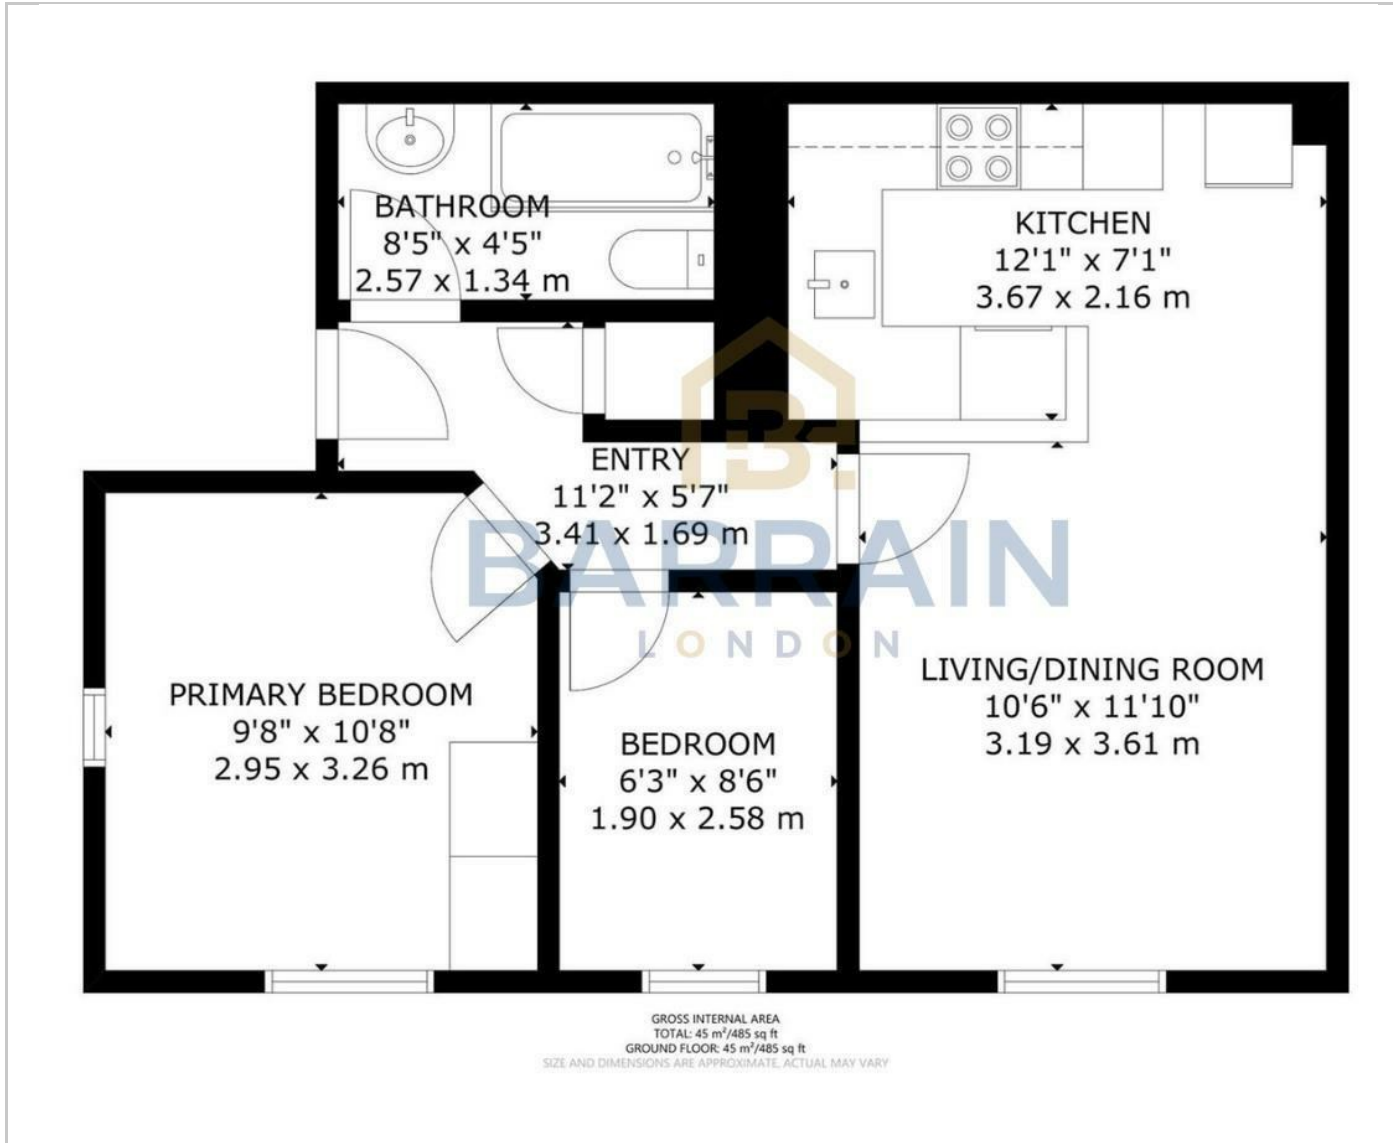 BATHROOM
8'5" x 4'5"
2.57 x 1.34 m
KITCHEN
12'1" x 7'1"
3.67 x 2.16 m
ENTRY
11'2" x 5'7"
3.41 x 1.69 m
B.
BARRAIN
LONDON
PRIMARY BEDROOM
9'8" x 10'8"
2.95 x 3.26 m
BEDROOM
6'3" x 8'6"
1.90 x 2.58 m
LIVING/DINING ROOM
10'6" x 11'10"
3.19 x 3.61 m
GROSS INTERNAL AREA
TOTAL: 45 m²/485 sq ft
GROUND FLOOR: 45 m²/485 sq ft
SIZE AND DIMENSIONS ARE APPROXIMATE, ACTUAL MAY VARY